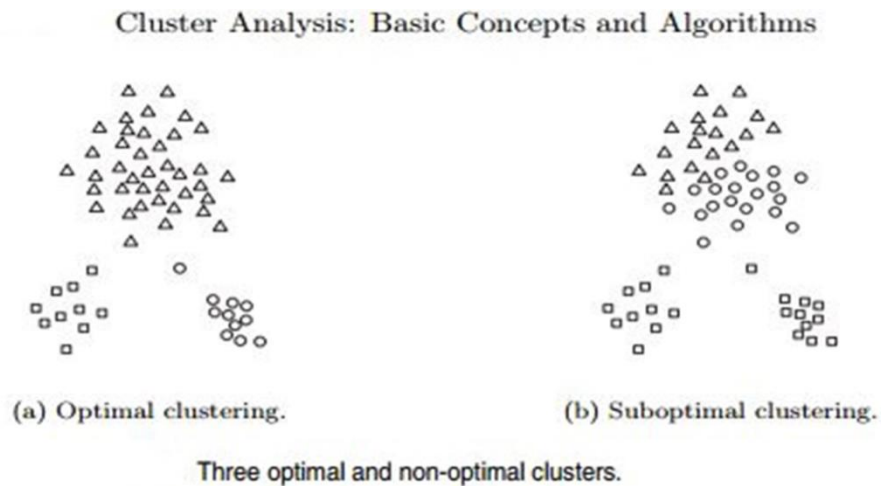 Cluster Analysis: Basic Concepts and Algorithms
(a) Optimal clustering.
(b) Suboptimal clustering.
Three optimal and non-optimal clusters.